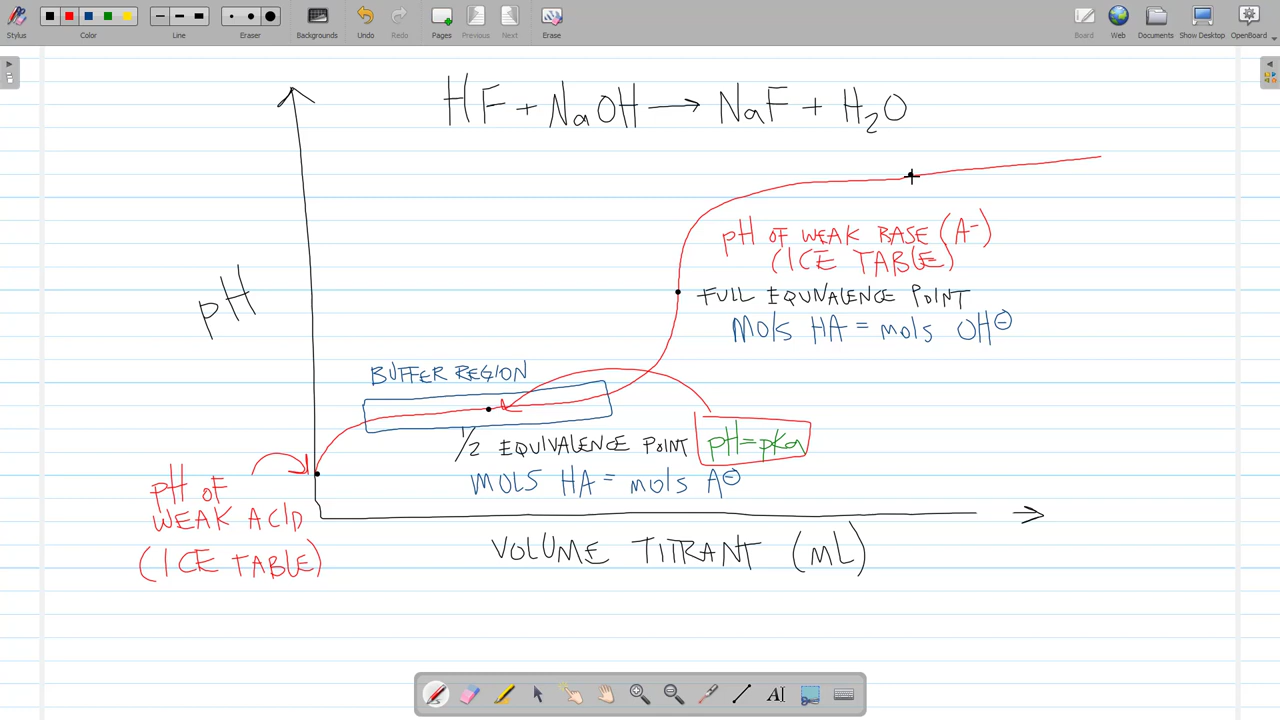 Stylus
Color
Line
Eraser
Backgrounds
Undo
Redo
Pages
Previous
Next
Erase
Board
Web
Documents
Show Desktop
OpenBoard
HF + NaOH → NaF + H₂O
pH OF WEAK BASE (A-)
(ICE TABLE)
pH
FULL EQUIVALENCE POINT
Mols HA = mols OH⊖
BUFFER REGION
1/2 EQUIVALENCE POINT
pH=pKa
MOLS HA = mols A⊖
pH OF
WEAK ACID
(ICE TABLE)
VOLUME TITRANT (mL)
AI